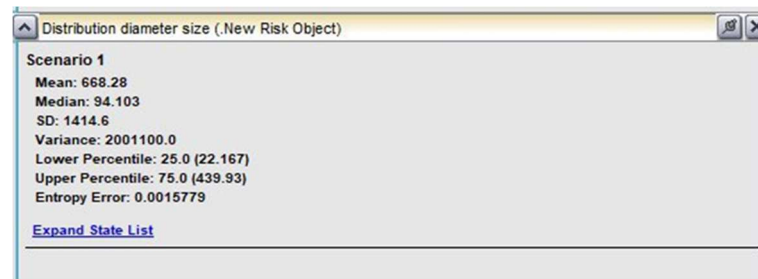 Distribution diameter size (.New Risk Object)
Scenario 1
Mean: 668.28
Median: 94.103
SD: 1414.6
Variance: 2001100.0
Lower Percentile: 25.0 (22.167)
Upper Percentile: 75.0 (439.93)
Entropy Error: 0.0015779
Expand State List